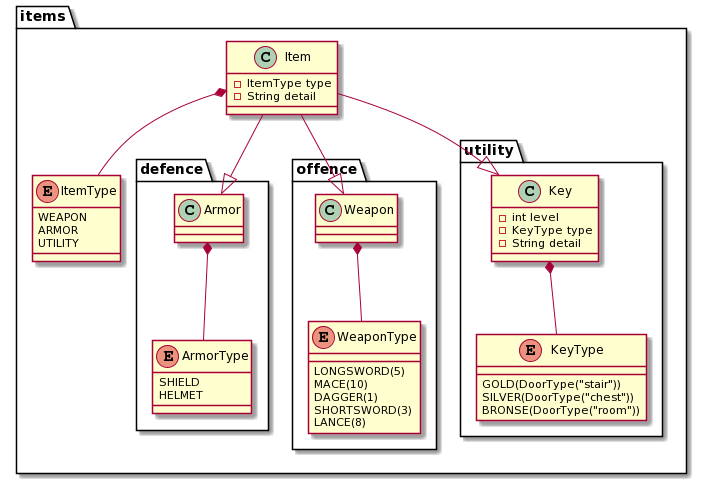 items
C Item
ItemType type
String detail
E ItemType
WEAPON
ARMOR
UTILITY
defence
C Armor
E ArmorType
SHIELD
HELMET
offence
C Weapon
E WeaponType
LONGSWORD(5)
MACE(10)
DAGGER(1)
SHORTSWORD(3)
LANCE(8)
utility
C Key
int level
KeyType type
String detail
E KeyType
GOLD(DoorType("stair"))
SILVER(DoorType("chest"))
BRONSE(DoorType("room"))